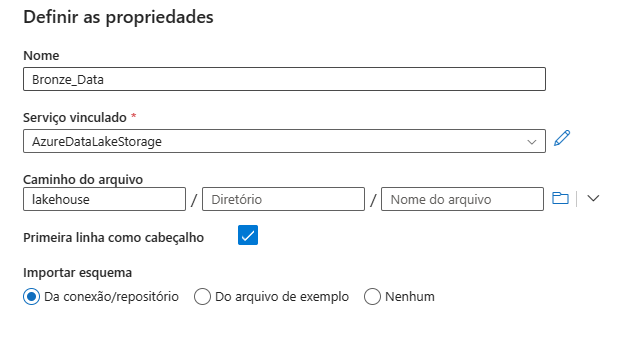 Definir as propriedades
Nome
Bronze_Data
Serviço vinculado *
AzureDataLakeStorage
Caminho do arquivo
lakehouse / Diretório / Nome do arquivo
Primeira linha como cabeçalho
Importar esquema
Da conexão/repositório Do arquivo de exemplo Nenhum